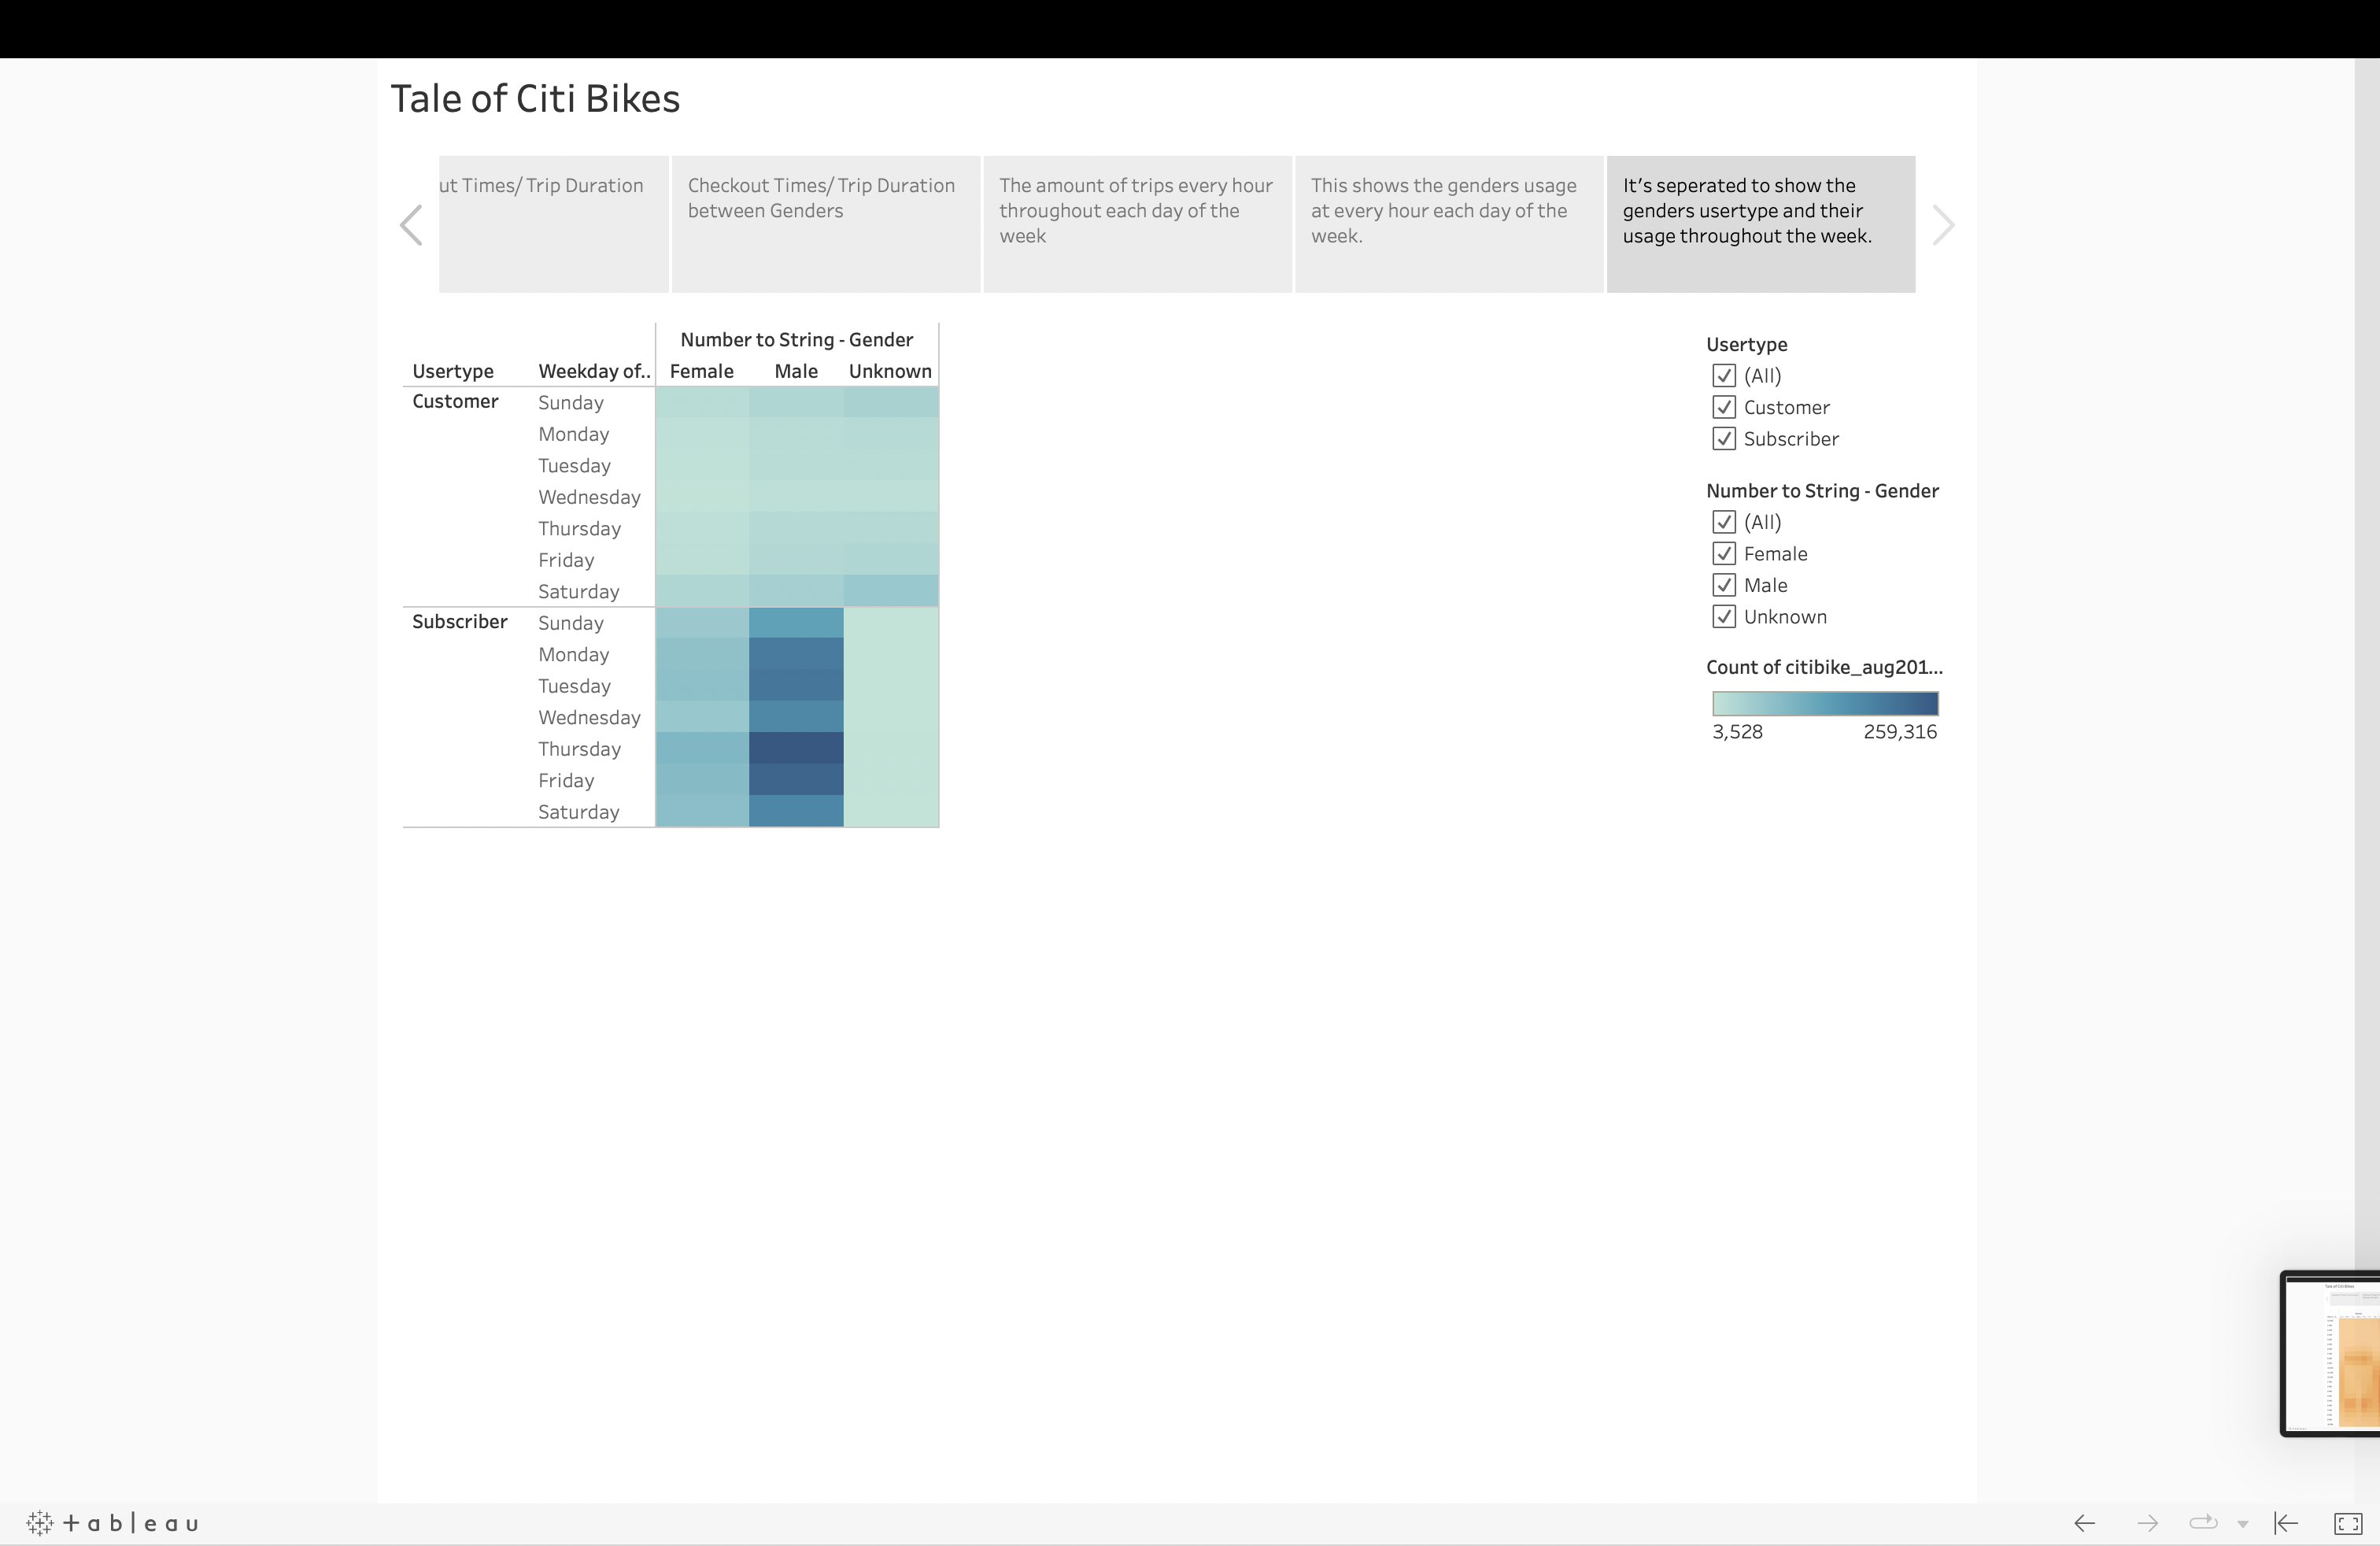 Tale of Citi Bikes
ut Times/ Trip Duration
Checkout Times/ Trip Duration
between Genders
The amount of trips every hour
throughout each day of the
week
This shows the genders usage
at every hour each day of the
week.
It's seperated to show the
genders usertype and their
usage throughout the week.
Number to String - Gender
Usertype Weekday of.. Female Male Unknown
Customer Sunday
Monday
Tuesday
Wednesday
Thursday
Friday
Saturday
Subscriber Sunday
Monday
Tuesday
Wednesday
Thursday
Friday
Saturday
Usertype
(All)
Customer
Subscriber
Number to String - Gender
(All)
Female
Male
Unknown
Count of citibike_aug201...
3,528 259,316
Tale of Citi Bikes
+ableau